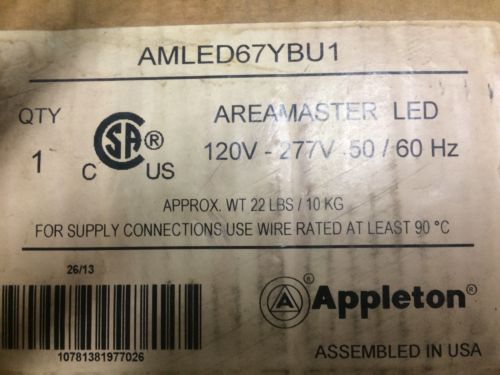 AMLED67YBU1
QTY
1
C SA® US
AREAMASTER LED
120V - 277V 50 / 60 Hz
APPROX. WT 22 LBS / 10 KG
FOR SUPPLY CONNECTIONS USE WIRE RATED AT LEAST 90 °C
26/13
10781381977026
A® Appleton®
ASSEMBLED IN USA